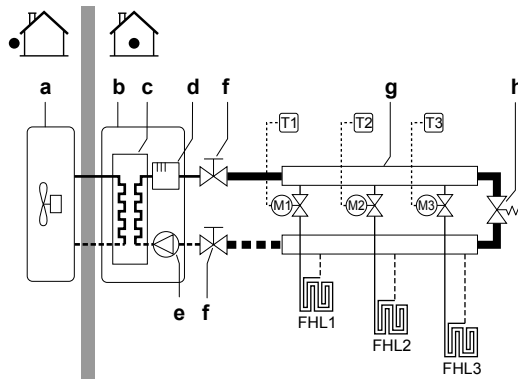 a b c d f g h
T1 T2 T3
M1 M2 M3
e f
FHL1
FHL2
FHL3